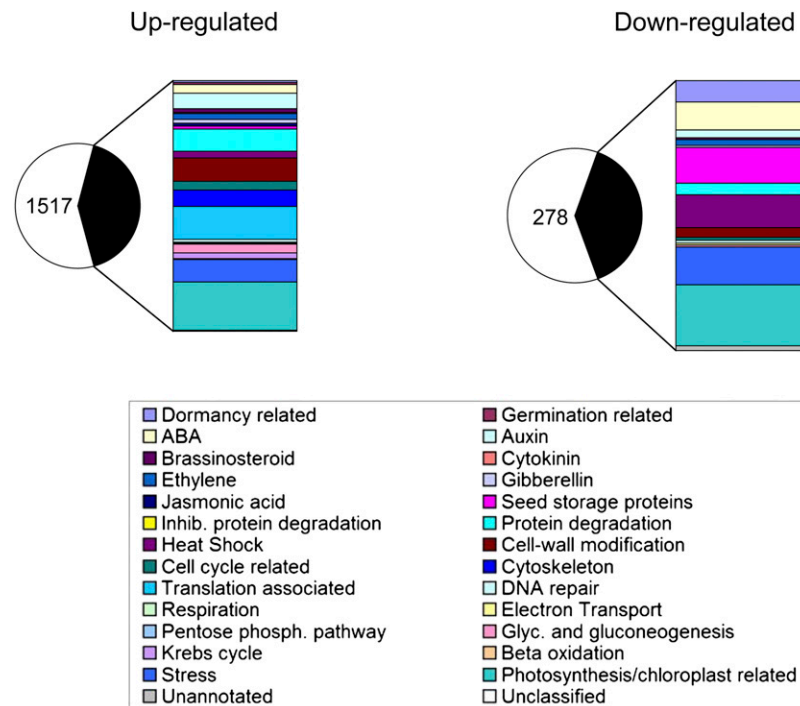 Up-regulated
Down-regulated
1517
278
Dormancy related
Germination related
ABA
Auxin
Brassinosteroid
Cytokinin
Ethylene
Gibberellin
Jasmonic acid
Seed storage proteins
Inhib. protein degradation
Protein degradation
Heat Shock
Cell-wall modification
Cell cycle related
Cytoskeleton
Translation associated
DNA repair
Respiration
Electron Transport
Pentose phosph. pathway
Glyc. and gluconeogenesis
Krebs cycle
Beta oxidation
Stress
Photosynthesis/chloroplast related
Unannotated
Unclassified